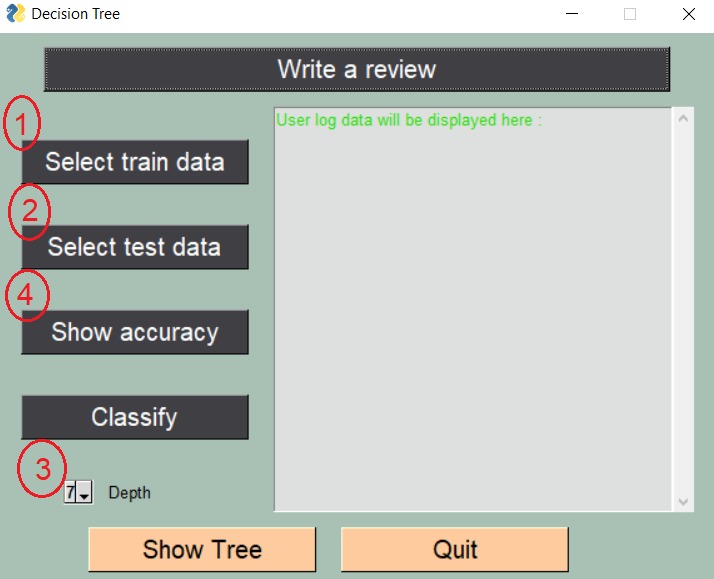 Decision Tree
Write a review
1
User log data will be displayed here :
Select train data
2
Select test data
4
Show accuracy
Classify
3
7 Depth
Show Tree
Quit